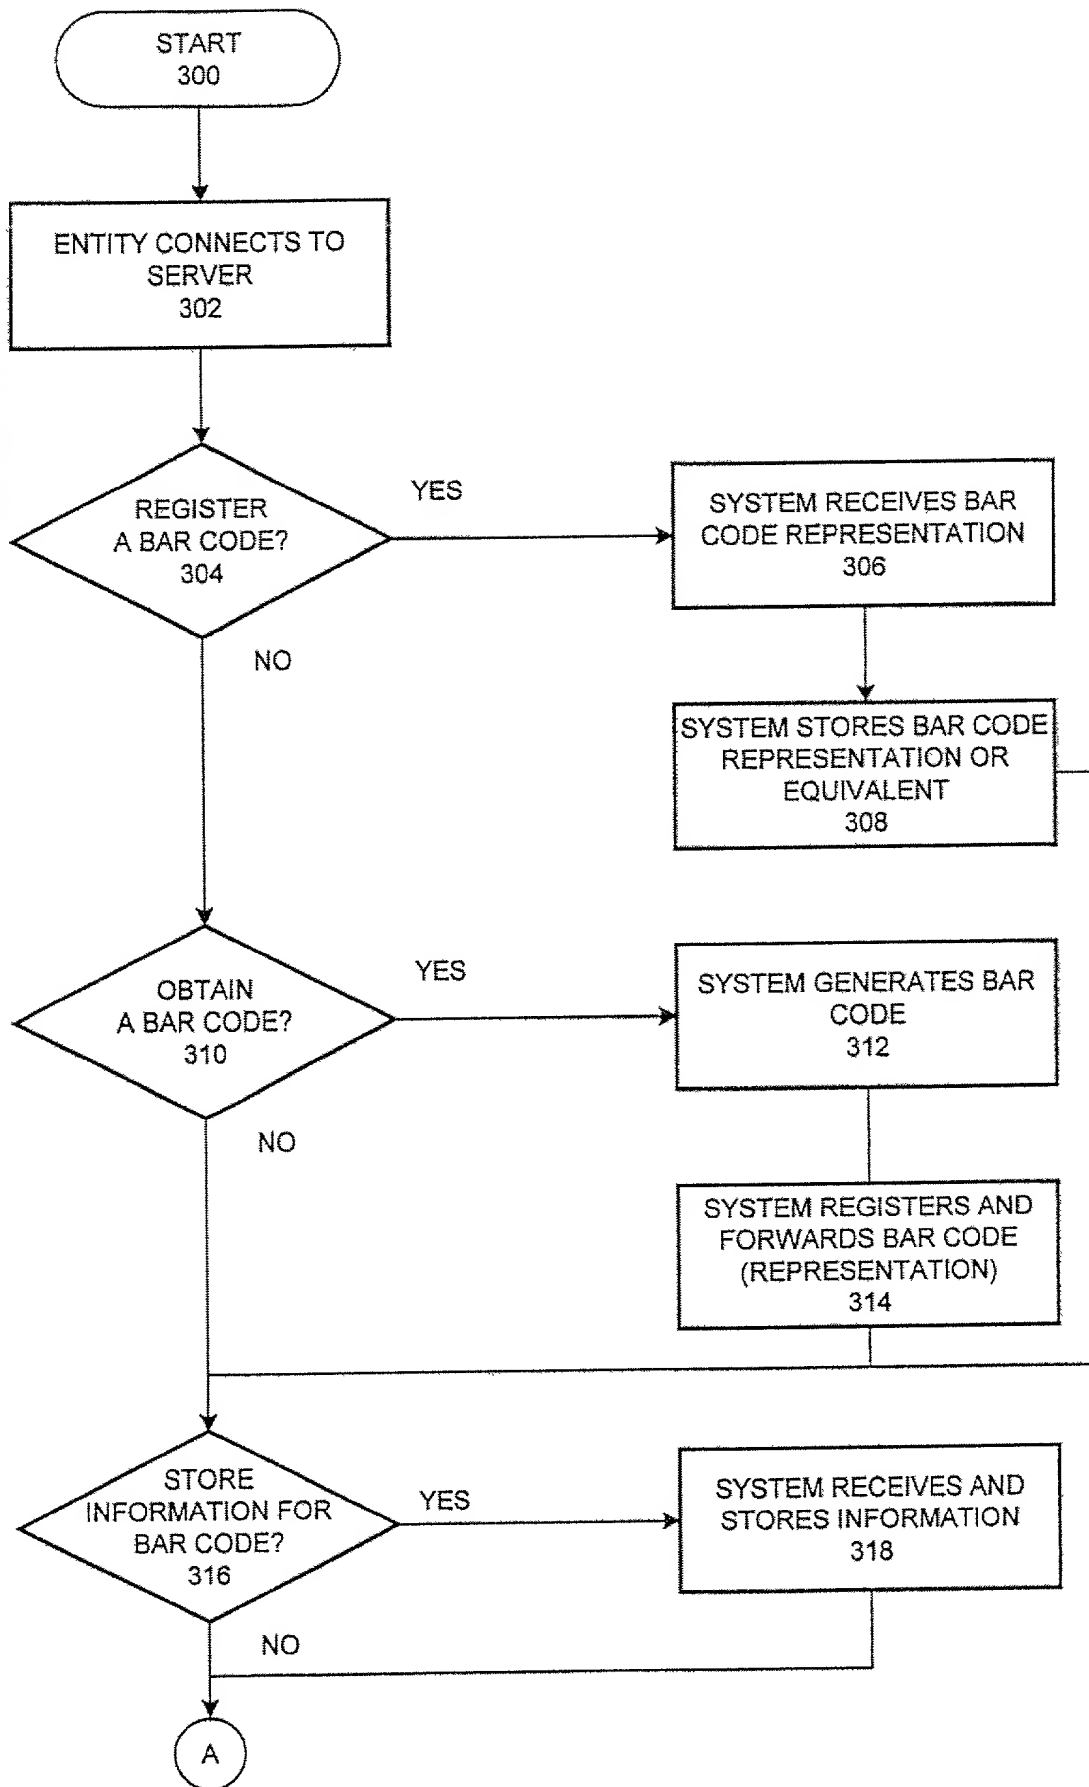 START
300
ENTITY CONNECTS TO
SERVER
302
REGISTER
A BAR CODE?
304
YES
SYSTEM RECEIVES BAR
CODE REPRESENTATION
306
NO
SYSTEM STORES BAR CODE
REPRESENTATION OR
EQUIVALENT
308
OBTAIN
A BAR CODE?
310
YES
SYSTEM GENERATES BAR
CODE
312
NO
SYSTEM REGISTERS AND
FORWARDS BAR CODE
(REPRESENTATION)
314
STORE
INFORMATION FOR
BAR CODE?
316
YES
SYSTEM RECEIVES AND
STORES INFORMATION
318
NO
A